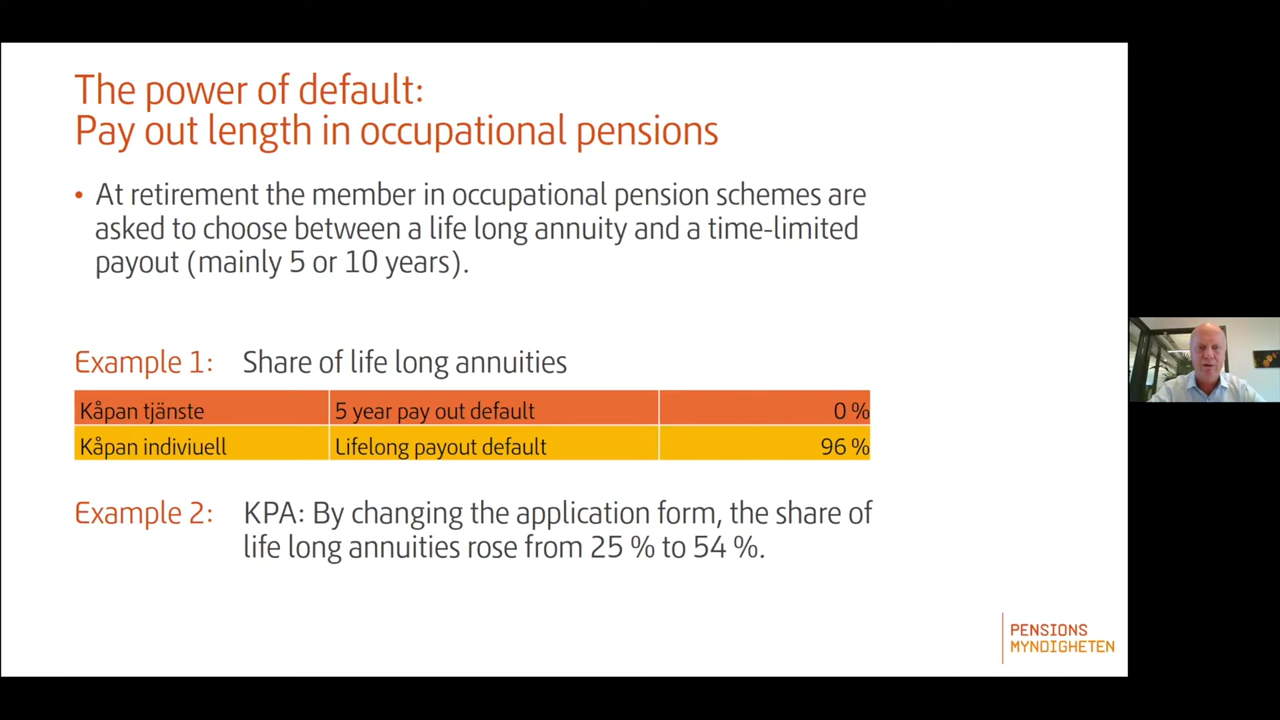 The power of default:
Pay out length in occupational pensions
• At retirement the member in occupational pension schemes are
asked to choose between a life long annuity and a time-limited
payout (mainly 5 or 10 years).
Example 1: Share of life long annuities
Kåpan tjänste 5 year pay out default 0 %
Kåpan indiviuell Lifelong payout default 96 %
Example 2: KPA: By changing the application form, the share of
life long annuities rose from 25 % to 54 %.
PENSIONS
MYNDIGHETEN